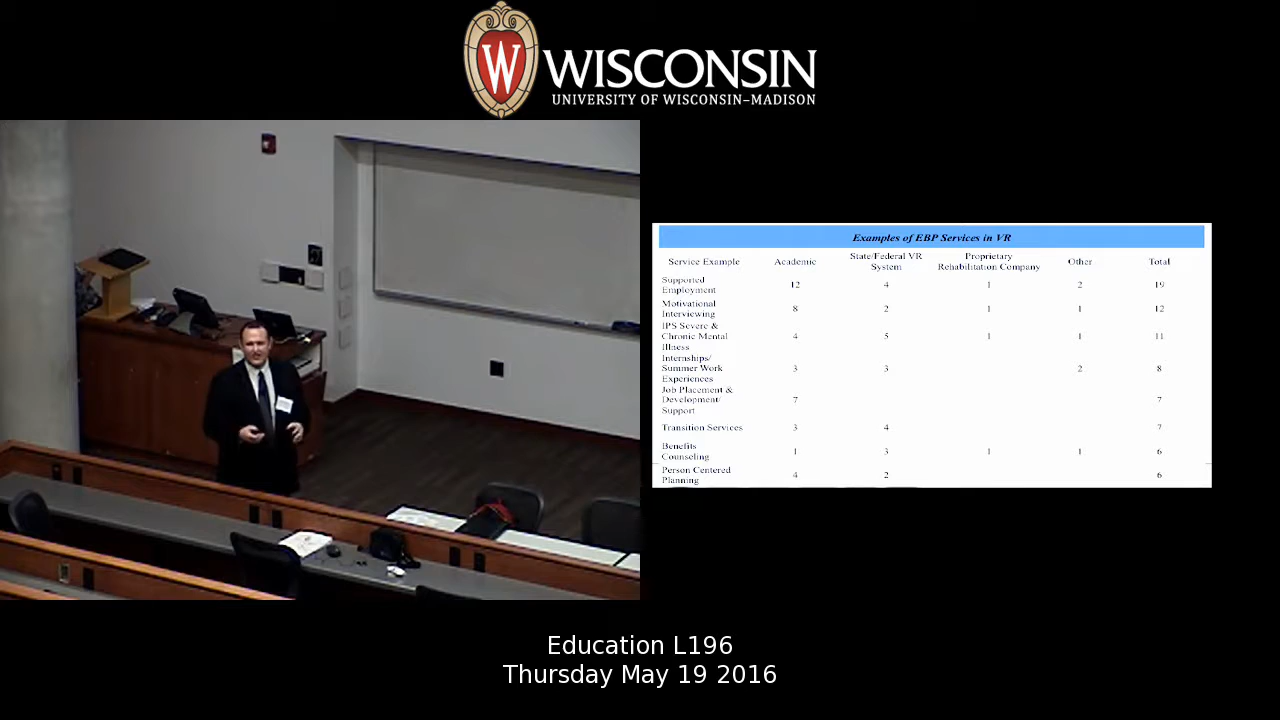 W
WISCONSIN
UNIVERSITY OF WISCONSIN–MADISON
Examples of EBP Services in VR
Service Example Academic State/Federal VR System Proprietary Rehabilitation Company Other Total
Supported Employment 12 4 1 2 19
Motivational Interviewing 8 2 1 1 12
IPS Severe & Chronic Mental Illness 4 5 1 1 11
Internships/ Summer Work Experiences 3 3 2 8
Job Placement & Development/ Support 7 7
Transition Services 3 4 7
Benefits Counseling 1 3 1 1 6
Person Centered Planning 4 2 6
Education L196
Thursday May 19 2016